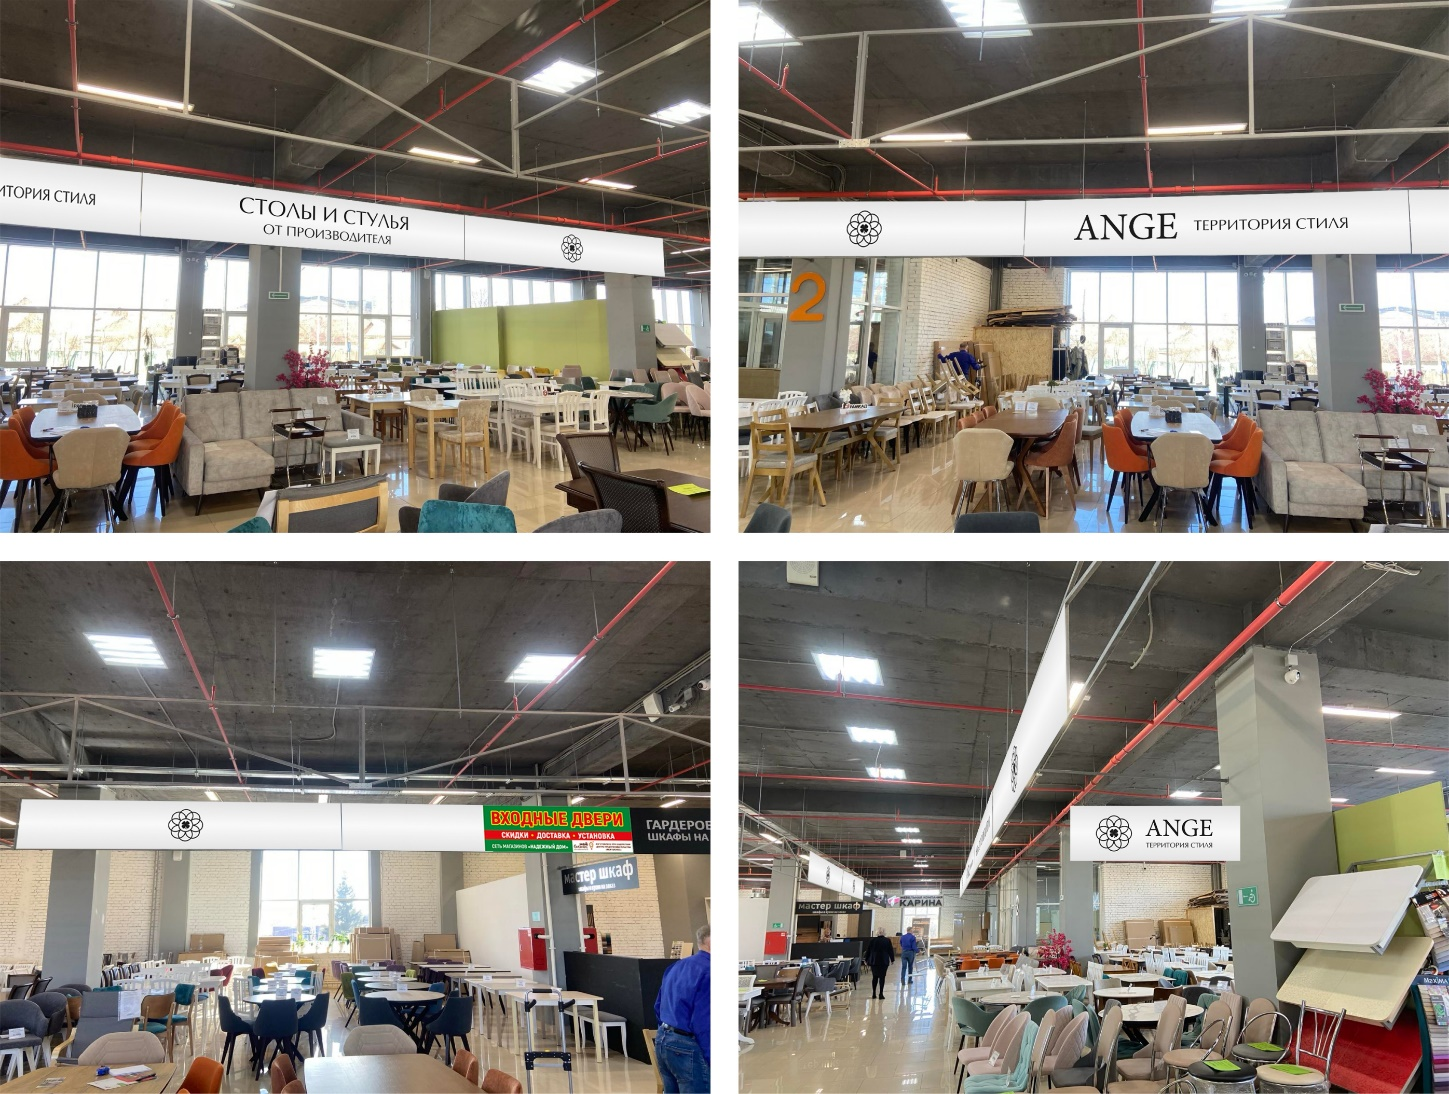 ИТОРИЯ СТИЛЯ
СТОЛЫ И СТУЛЬЯ
ОТ ПРОИЗВОДИТЕЛЯ
ANGE ТЕРРИТОРИЯ СТИЛЯ
2
ВХОДНЫЕ ДВЕРИ
СКИДКИ • ДОСТАВКА • УСТАНОВКА
СЕТЬ МАГАЗИНОВ «НАДЕЖНЫЙ ДОМ»
ГАРДЕРОБ
ШКАФЫ НА
мастер шкаф
ANGE
ТЕРРИТОРИЯ СТИЛЯ
мастер шкаф
КАРИНА